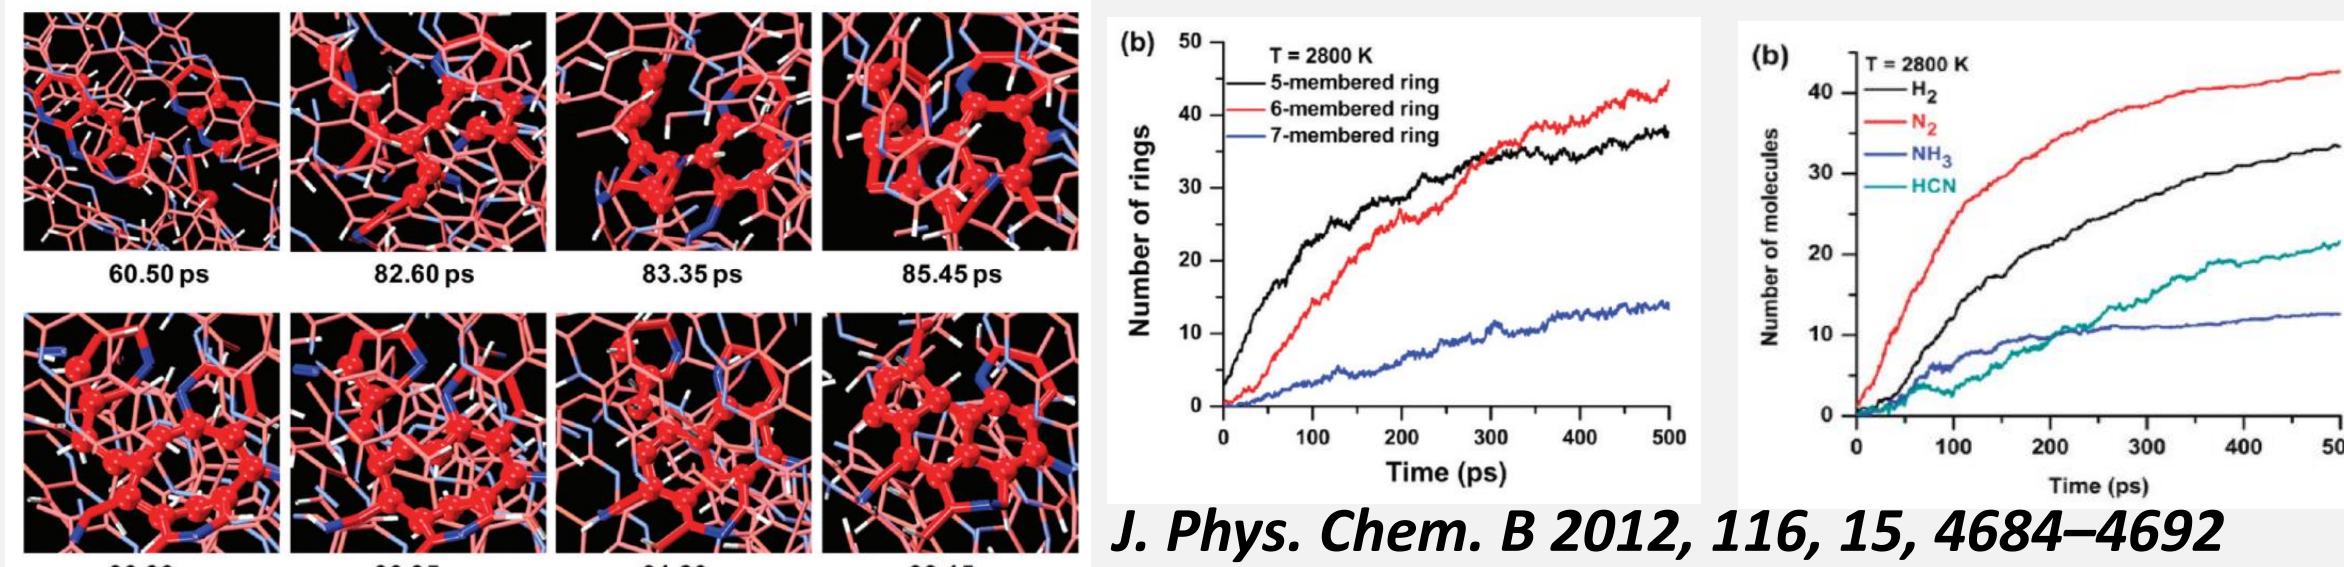 60.50 ps
82.60 ps
83.35 ps
85.45 ps
(b)
T = 2800 K
5-membered ring
6-membered ring
7-membered ring
Number of rings
50
40
30
20
10
0
0
100
200
300
400
500
Time (ps)
(b)
T = 2800 K
H2
N2
NH3
HCN
Number of molecules
40
30
20
10
0
0
100
200
300
400
50
Time (ps)
J. Phys. Chem. B 2012, 116, 15, 4684–4692